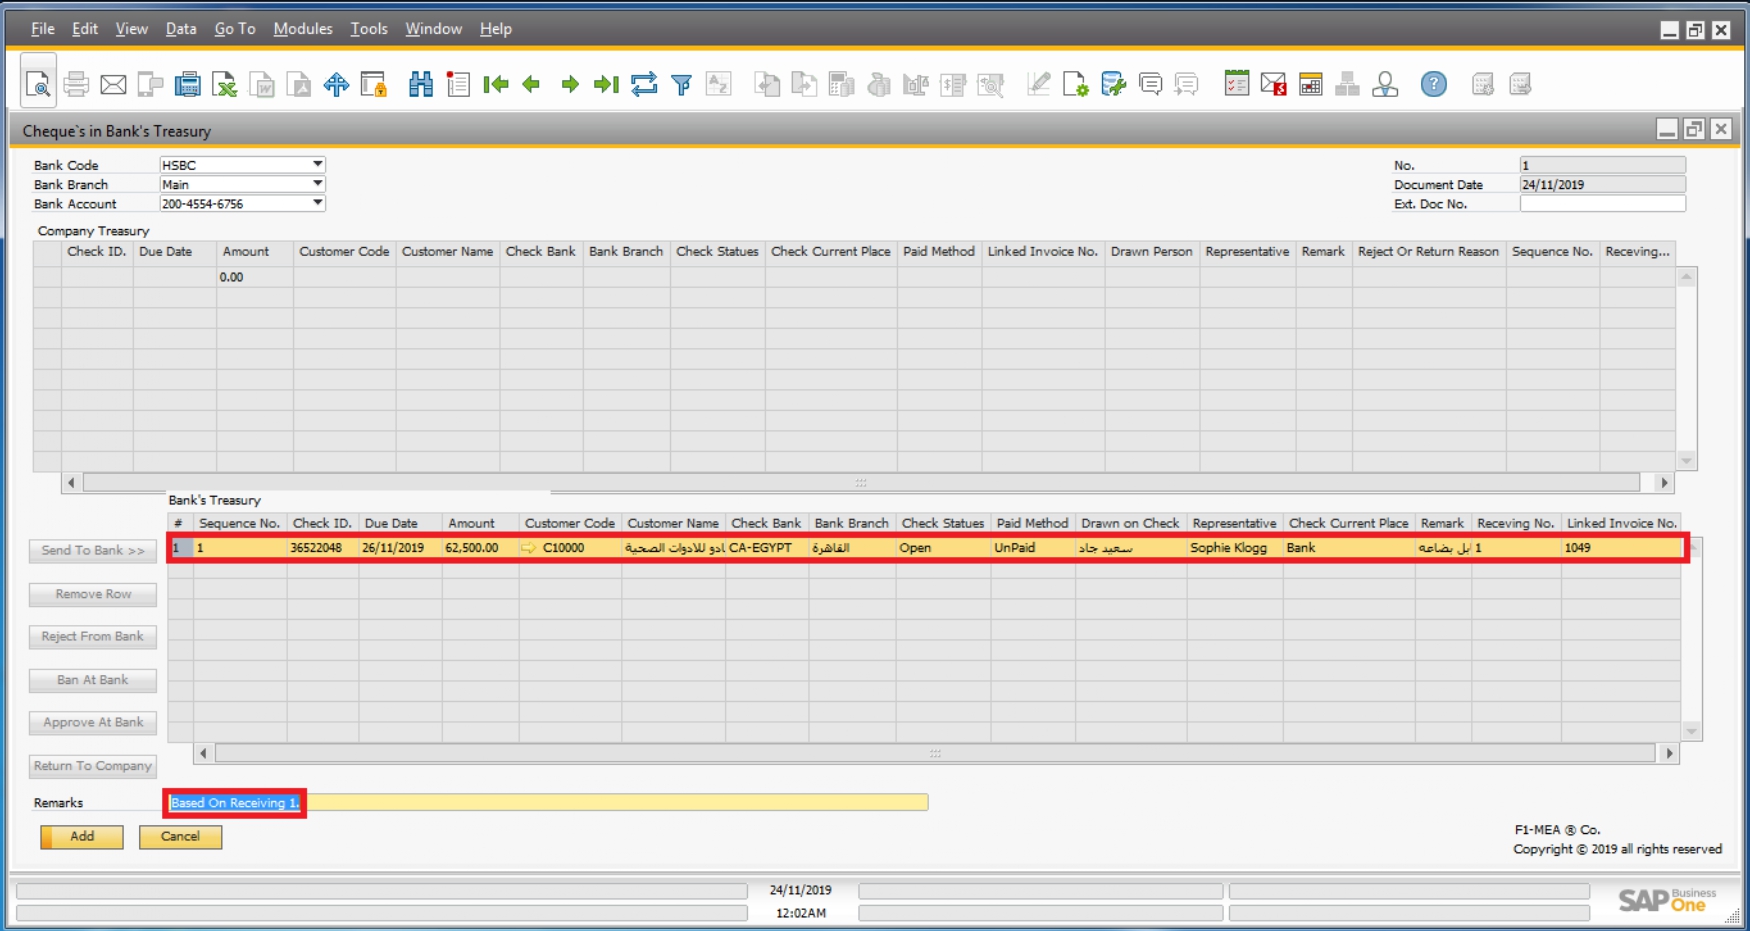 File Edit View Data Go To Modules Tools Window Help
Cheque`s in Bank's Treasury
Bank Code HSBC
No. 1
Bank Branch Main
Document Date 24/11/2019
Bank Account 200-4554-6756
Ext. Doc No.
Company Treasury
Check ID. Due Date Amount Customer Code Customer Name Check Bank Bank Branch Check Statues Check Current Place Paid Method Linked Invoice No. Drawn Person Representative Remark Reject Or Return Reason Sequence No. Receving...
0.00
Bank's Treasury
# Sequence No. Check ID. Due Date Amount Customer Code Customer Name Check Bank Bank Branch Check Statues Paid Method Drawn on Check Representative Check Current Place Remark Receving No. Linked Invoice No.
Send To Bank >>
1 1 36522048 26/11/2019 62,500.00 C10000 ادو للادوات الصحية CA-EGYPT القاهرة Open UnPaid سعيد جاد Sophie Klogg Bank ابل بضاعه 1 1049
Remove Row
Reject From Bank
Ban At Bank
Approve At Bank
Return To Company
Remarks Based On Receiving 1.
Add Cancel
F1-MEA ® Co.
Copyright © 2019 all rights reserved
24/11/2019
12:02AM
SAP Business One